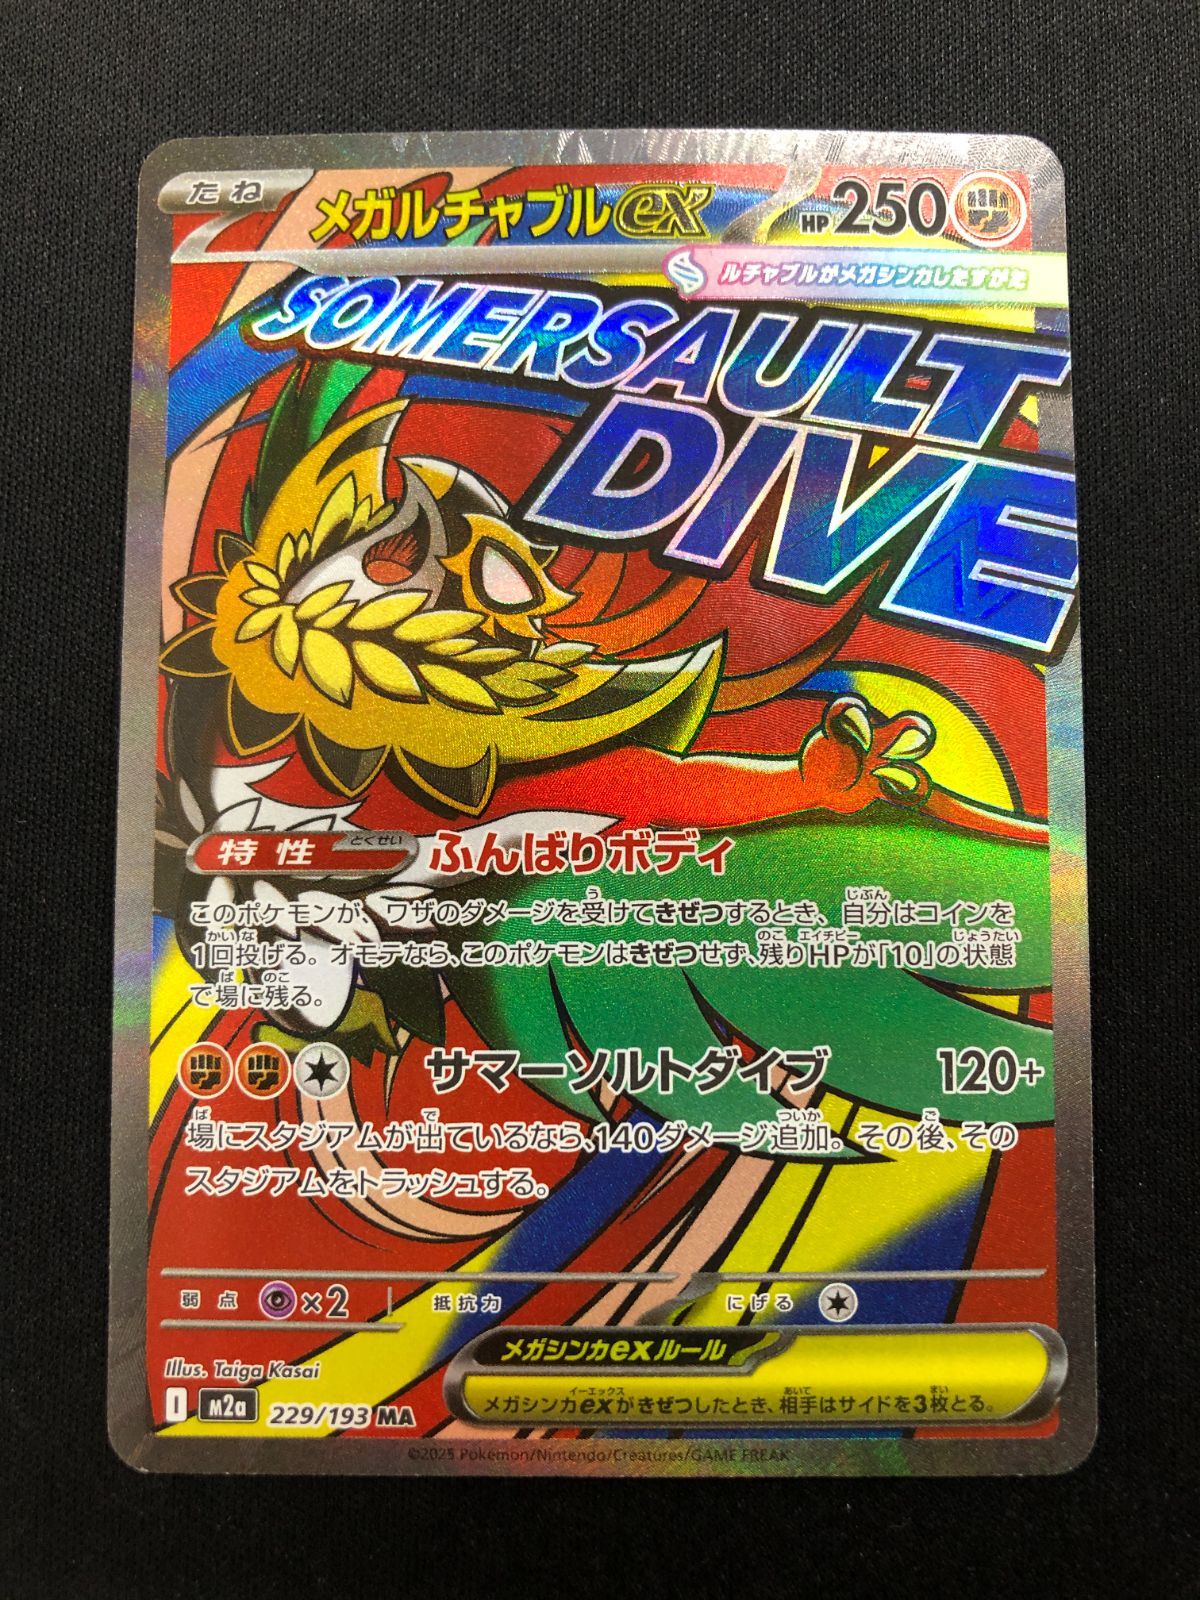 たね メガルチャブルex HP250
ルチャブルがメガシンカしたすがた
SOMERSAULT
DIVE
特性 とくせい ふんばりボディ
このポケモンが、ワザのダメージを受けてきぜつするとき、自分はコインを
1回投げる。オモテなら、このポケモンはきぜつせず、残りHPが「10」の状態
で場に残る。
サマーソルトダイブ 120+
場にスタジアムが出ているなら、140ダメージ追加。その後、その
スタジアムをトラッシュする。
弱点 ×2 抵抗力 にげる
メガシンカexルール
メガシンカexがきぜつしたとき、相手はサイドを3枚とる。
Illus. Taiga Kasai
I m2a 229/193 MA
©2025 Pokémon/Nintendo/Creatures/GAME FREAK